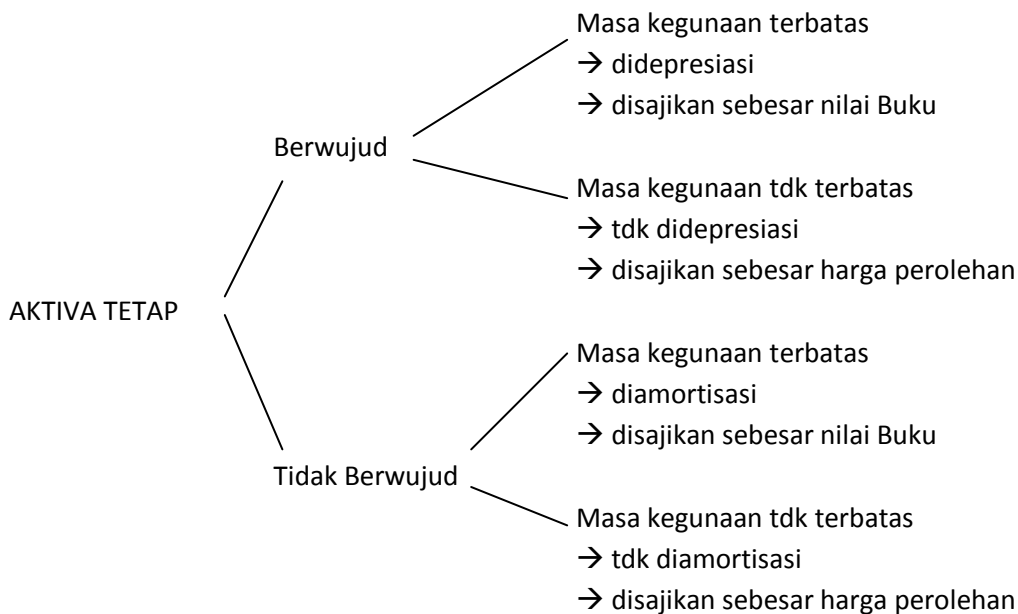 Masa kegunaan terbatas
→ didepresiasi
→ disajikan sebesar nilai Buku
Berwujud
Masa kegunaan tdk terbatas
→ tdk didepresiasi
→ disajikan sebesar harga perolehan
AKTIVA TETAP
Masa kegunaan terbatas
→ diamortisasi
→ disajikan sebesar nilai Buku
Tidak Berwujud
Masa kegunaan tdk terbatas
→ tdk diamortisasi
→ disajikan sebesar harga perolehan